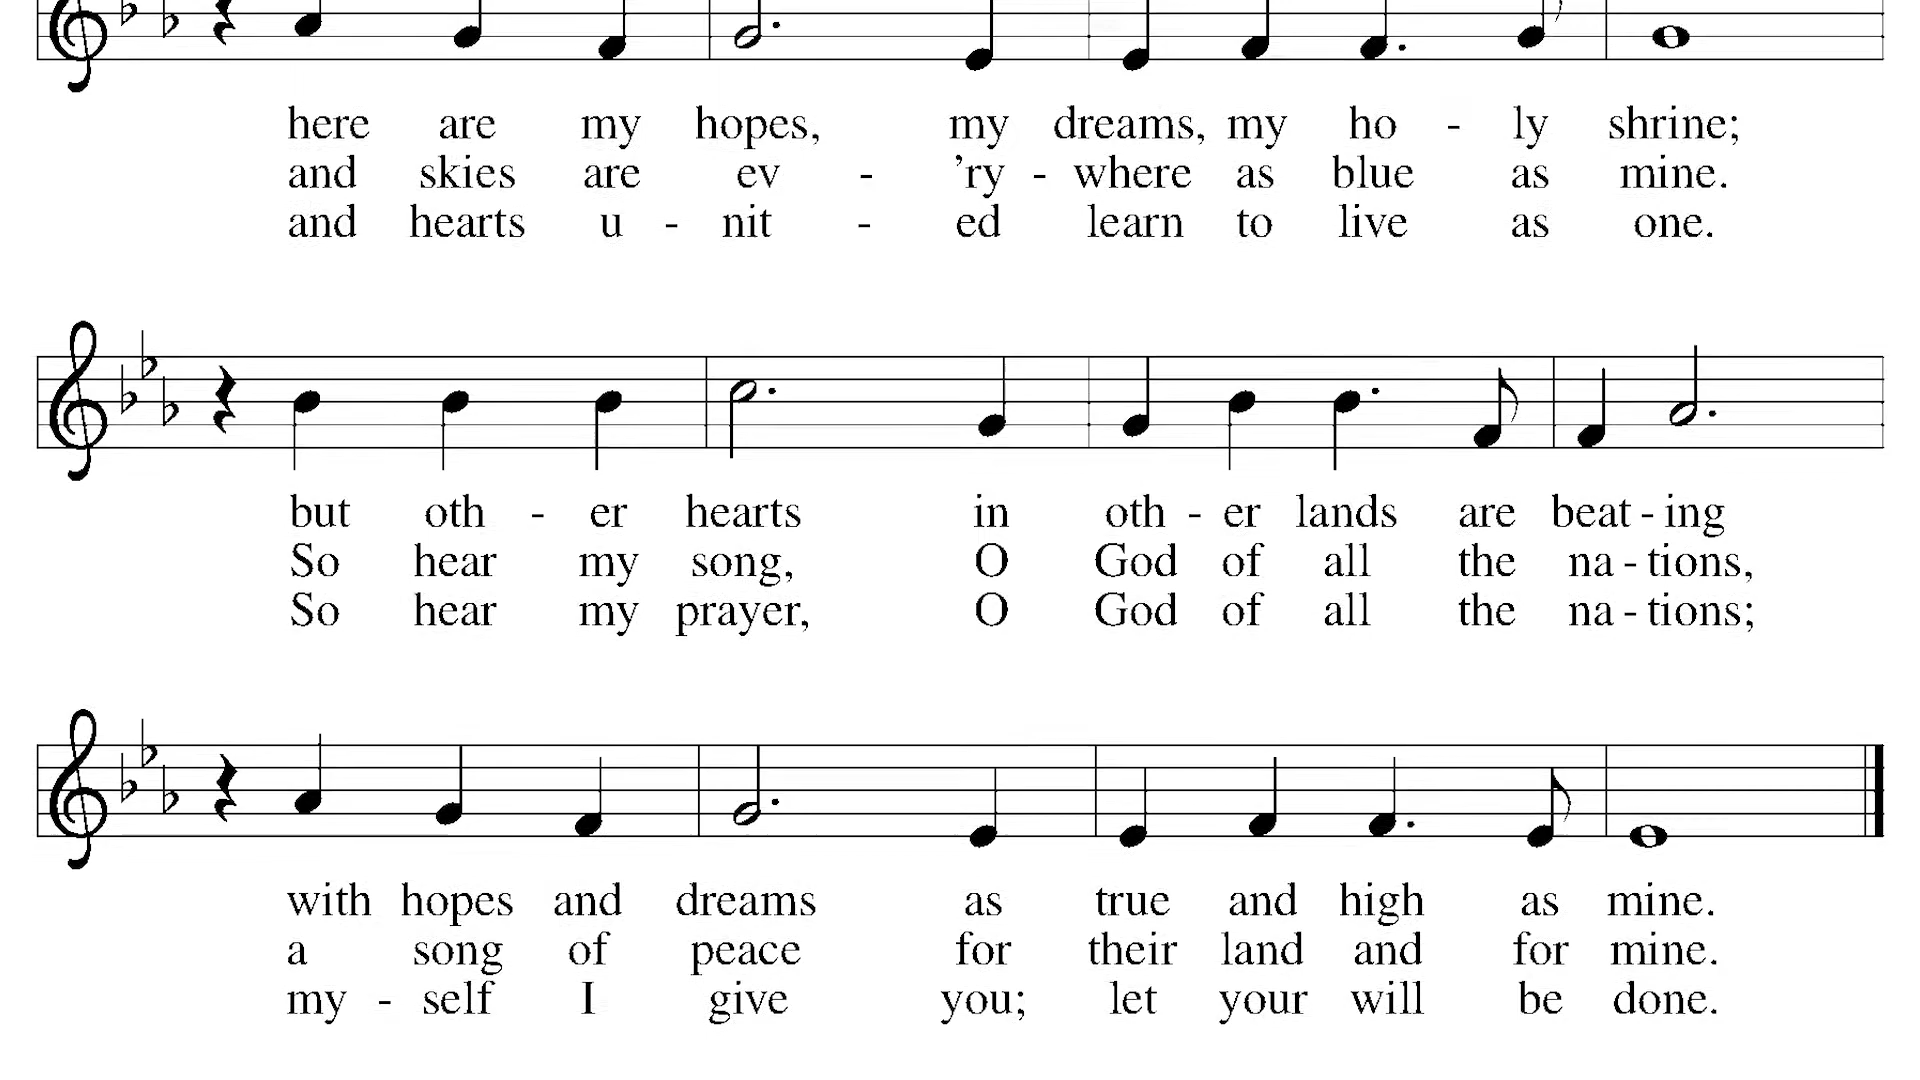 here are my hopes, my dreams, my ho - ly shrine;
and skies are ev - ’ry - where as blue as mine.
and hearts u - nit - ed learn to live as one.
but oth - er hearts in oth - er lands are beat - ing
So hear my song, O God of all the na - tions,
So hear my prayer, O God of all the na - tions;
with hopes and dreams as true and high as mine.
a song of peace for their land and for mine.
my - self I give you; let your will be done.